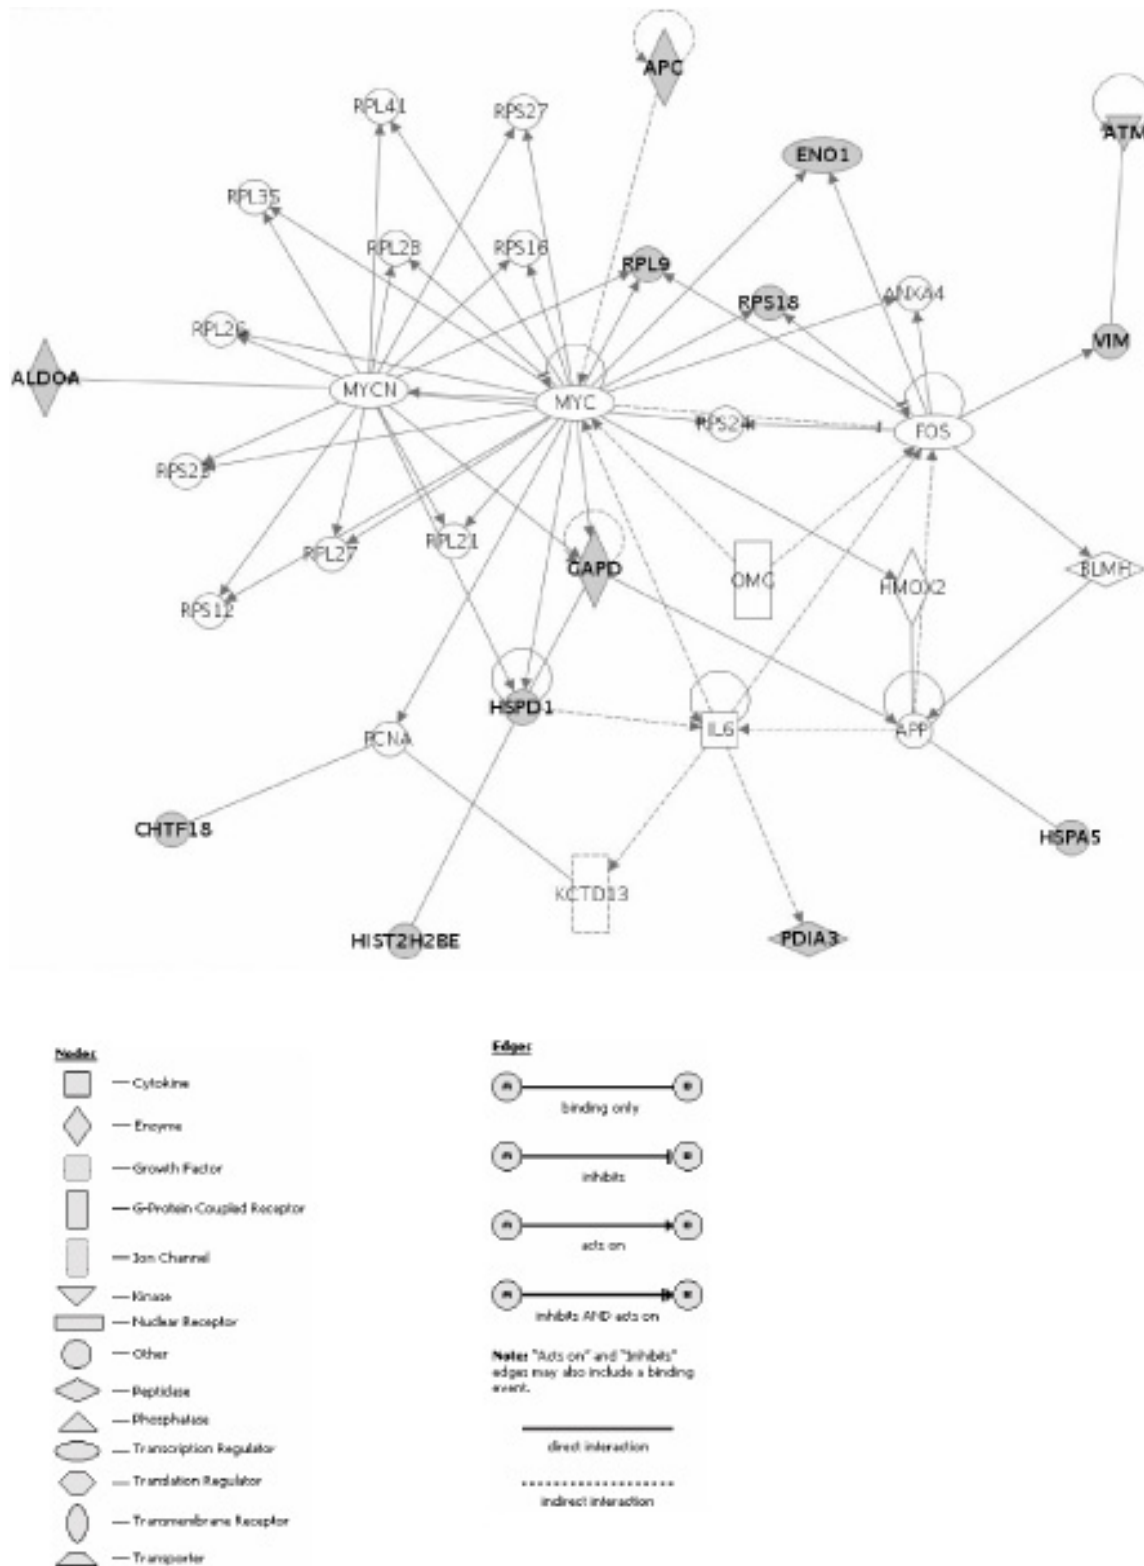 APC
RPL41
RPS27
ATM
ENO1
RPL35
RPL28
RPS16
RPL9
RPS18
ANXA4
RPL26
VIM
ALDOA
MYCN
MYC
RPS24
FOS
RPS23
RPL27
RPL21
GAPD
OMG
HMOX2
BLMH
RPS12
HSPD1
PCNA
IL6
APP
CHTF18
HSPA5
KCTD13
HIST2H2BE
PDIA3
Nodes
Cytokine
Enzyme
Growth Factor
G-Protein Coupled Receptor
Ion Channel
Kinase
Nuclear Receptor
Other
Peptidase
Phosphatase
Transcription Regulator
Translation Regulator
Transmembrane Receptor
Transporter
Edges
A B
binding only
A B
inhibits
A B
acts on
A B
inhibits AND acts on
Note: "Acts on" and "Inhibits"
edges may also include a binding
event.
direct interaction
indirect interaction